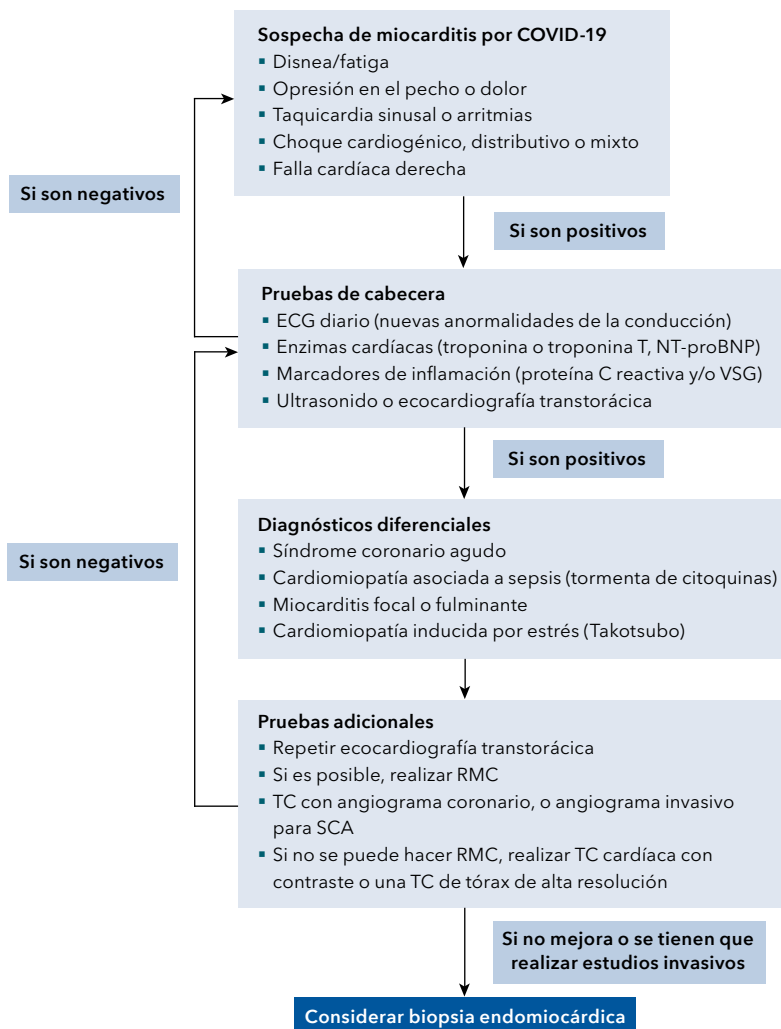 Sospecha de miocarditis por COVID-19
▪ Disnea/fatiga
▪ Opresión en el pecho o dolor
▪ Taquicardia sinusal o arritmias
▪ Choque cardiogénico, distributivo o mixto
▪ Falla cardíaca derecha
Si son negativos
Si son positivos
Pruebas de cabecera
▪ ECG diario (nuevas anormalidades de la conducción)
▪ Enzimas cardíacas (troponina o troponina T, NT-proBNP)
▪ Marcadores de inflamación (proteína C reactiva y/o VSG)
▪ Ultrasonido o ecocardiografía transtorácica
Si son positivos
Diagnósticos diferenciales
▪ Síndrome coronario agudo
▪ Cardiomiopatía asociada a sepsis (tormenta de citoquinas)
▪ Miocarditis focal o fulminante
▪ Cardiomiopatía inducida por estrés (Takotsubo)
Si son negativos
Pruebas adicionales
▪ Repetir ecocardiografía transtorácica
▪ Si es posible, realizar RMC
▪ TC con angiograma coronario, o angiograma invasivo
para SCA
▪ Si no se puede hacer RMC, realizar TC cardíaca con
contraste o una TC de tórax de alta resolución
Si no mejora o se tienen que
realizar estudios invasivos
Considerar biopsia endomiocárdica